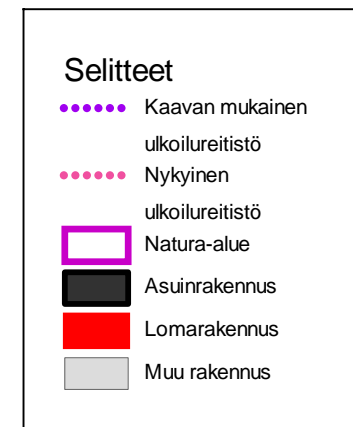 Selitteet
Kaavan mukainen
ulkoilureitistö
Nykyinen
ulkoilureitistö
Natura-alue
Asuinrakennus
Lomarakennus
Muu rakennus